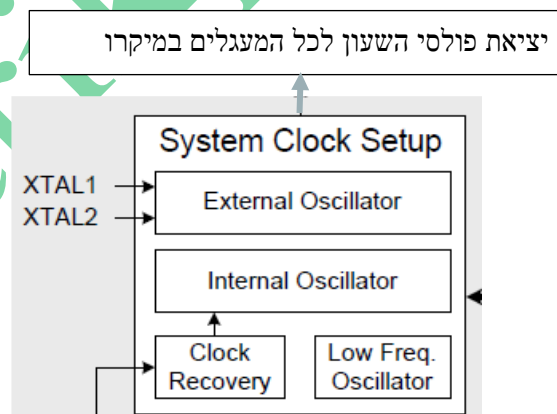 יציאת פולסי השעון לכל המעגלים במיקרו
System Clock Setup
XTAL1
XTAL2
External Oscillator
Internal Oscillator
Clock
Recovery
Low Freq.
Oscillator